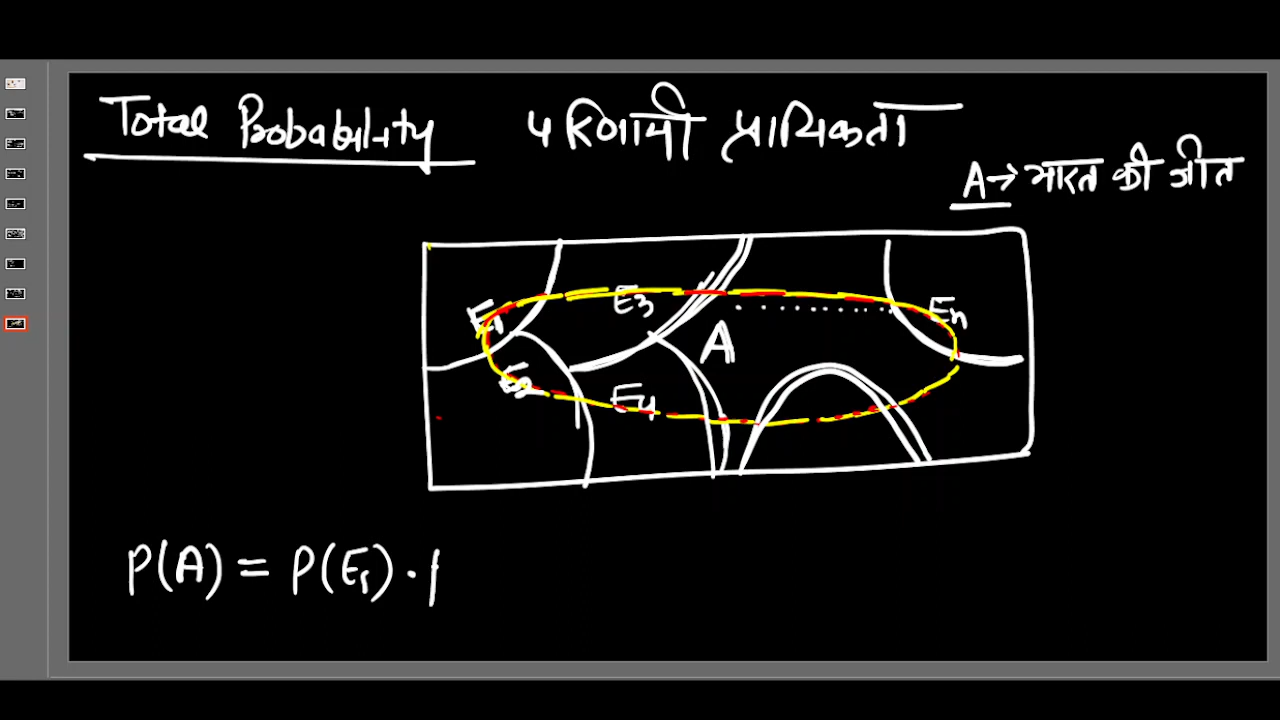 Total Probability परिणामी प्रायिकता
A → भारत की जीत
E1 E3 A En
E2 E4
P(A) = P(E1) .